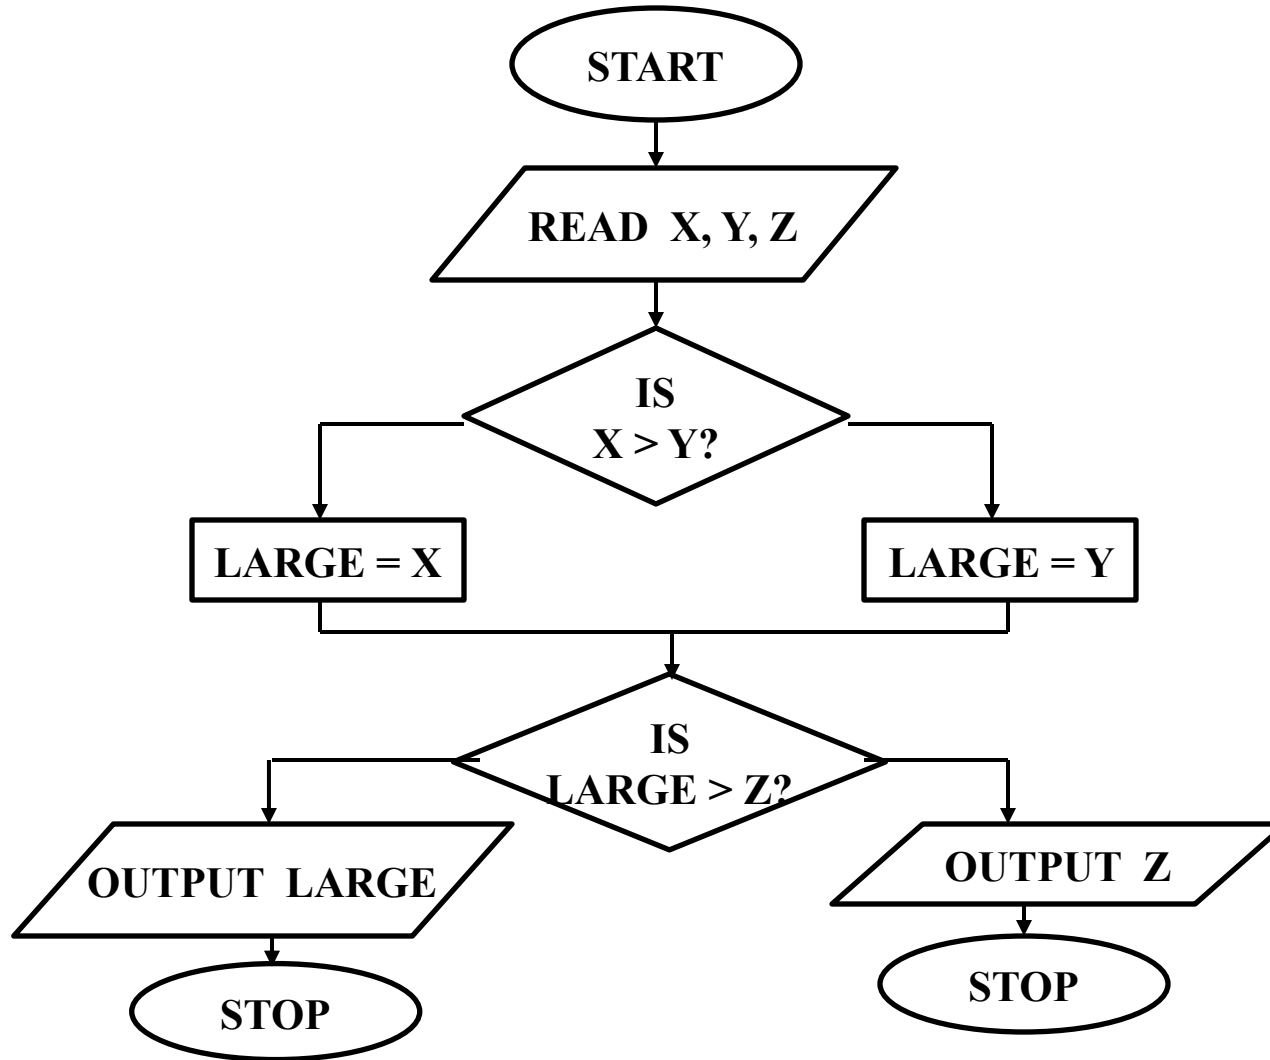 START
READ X, Y, Z
IS
X > Y?
LARGE = X
LARGE = Y
IS
LARGE > Z?
OUTPUT LARGE
OUTPUT Z
STOP
STOP